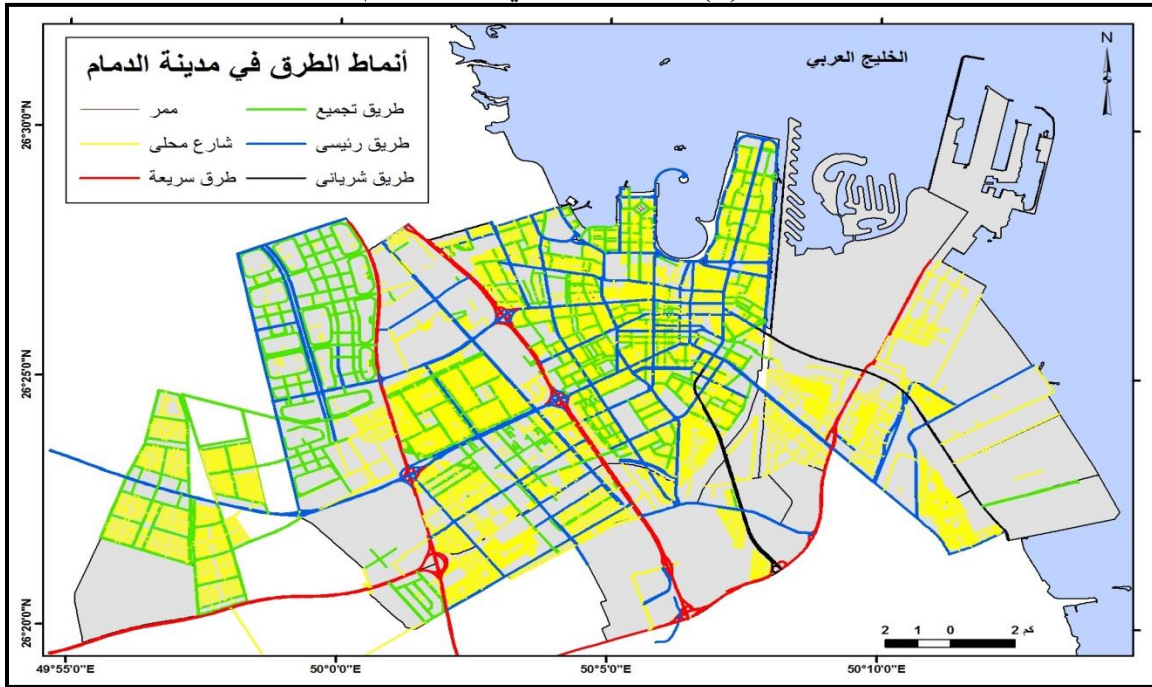 أنماط الطرق في مدينة الدمام
طريق تجميع
ممر
طريق رئيسى
شارع محلى
طريق شريانى
طرق سريعة
الخليج العربي
N
26°30'0"N
26°25'0"N
26°20'0"N
49°55'0"E
50°0'0"E
50°5'0"E
50°10'0"E
2 1 0 2 كم